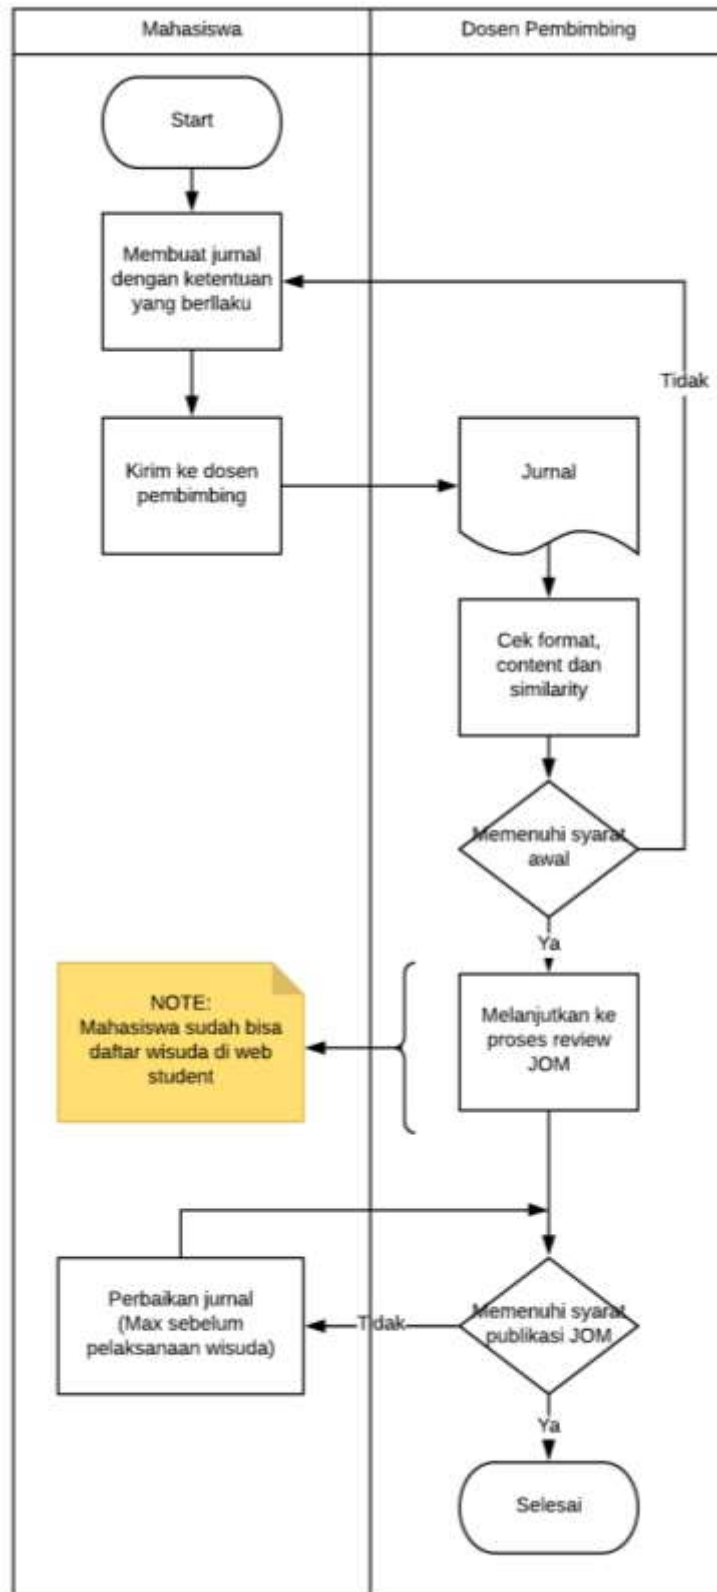 Mahasiswa
Dosen Pembimbing
Start
Membuat jurnal
dengan ketentuan
yang berllaku
Tidak
Kirim ke dosen
pembimbing
Jurnal
Cek format,
content dan
similarity
Memenuhi syarat
awal
Ya
NOTE:
Mahasiswa sudah bisa
daftar wisuda di web
student
Melanjutkan ke
proses review
JOM
Perbaikan jurnal
(Max sebelum
pelaksanaan wisuda)
Tidak
Memenuhi syarat
publikasi JOM
Ya
Selesai